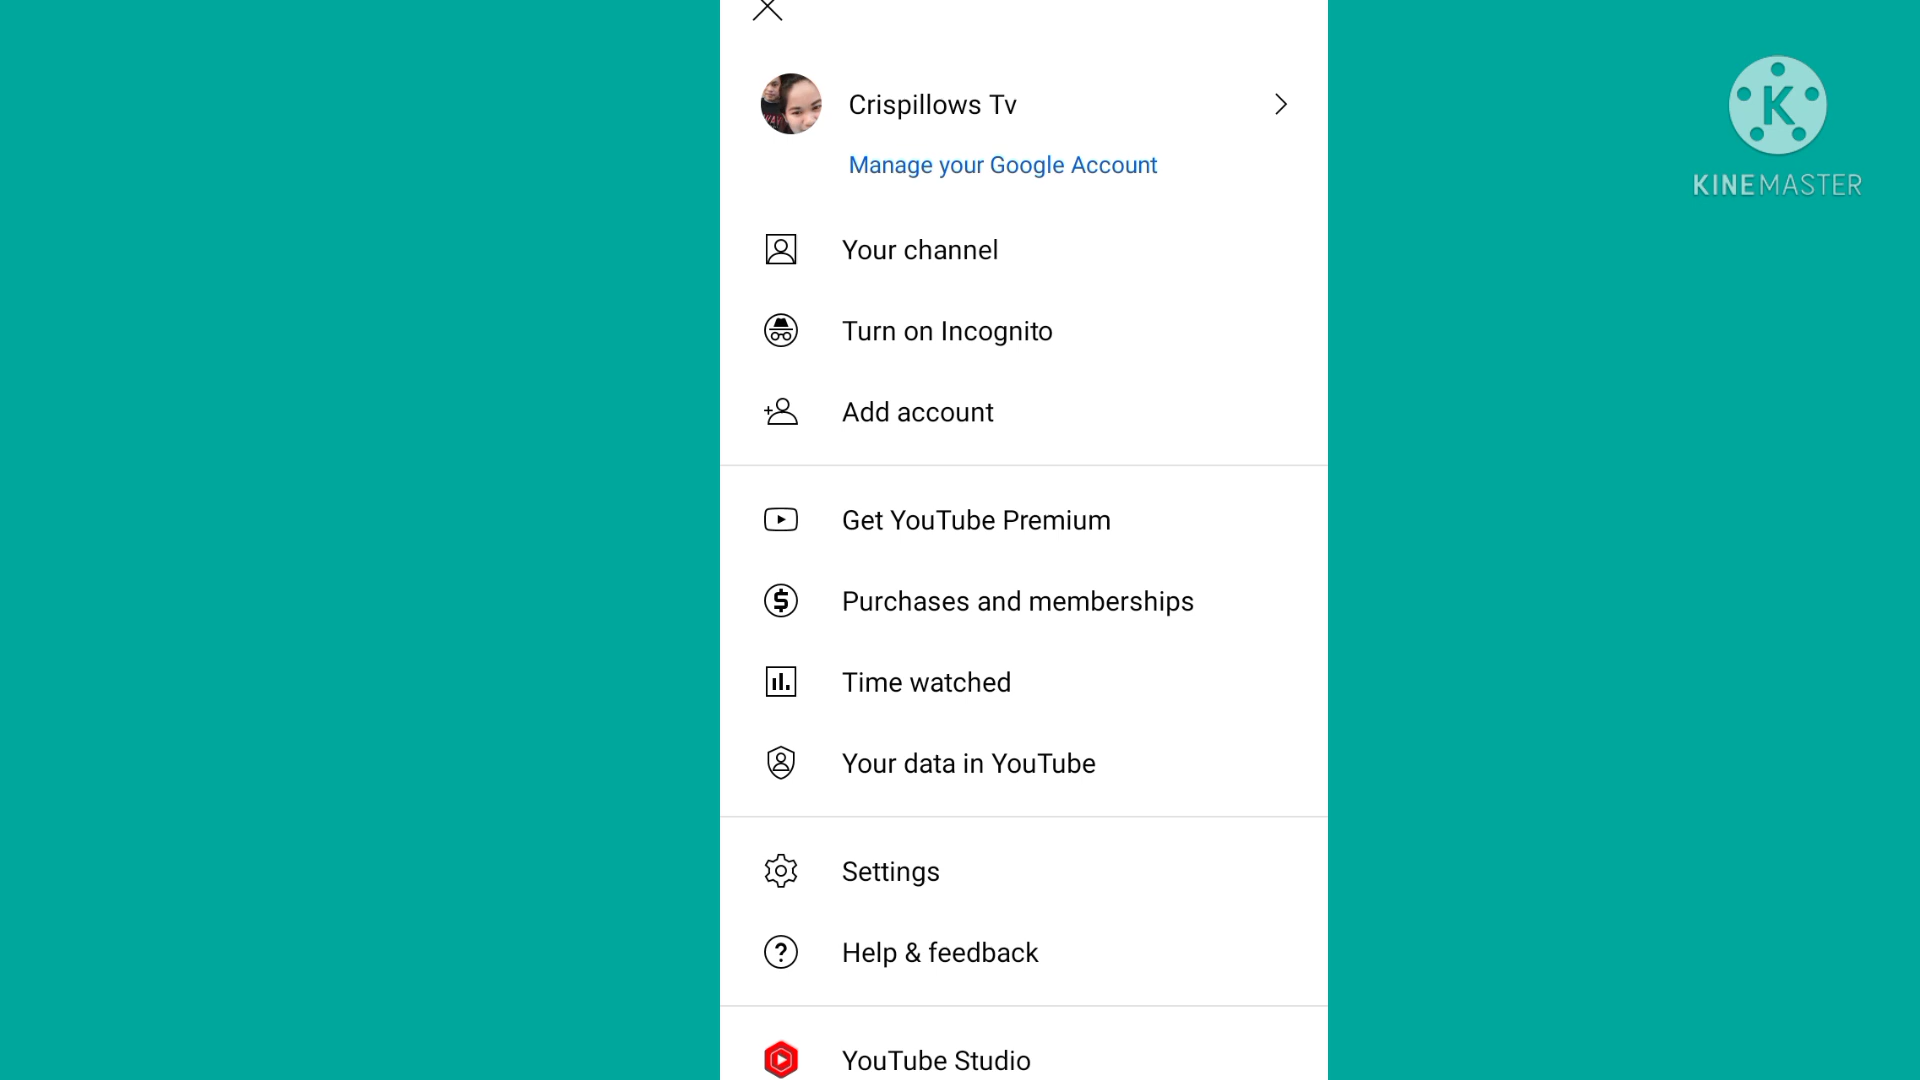 Crispillows Tv
Manage your Google Account
K
KINEMASTER
Your channel
Turn on Incognito
Add account
Get YouTube Premium
Purchases and memberships
Time watched
Your data in YouTube
Settings
Help & feedback
YouTube Studio